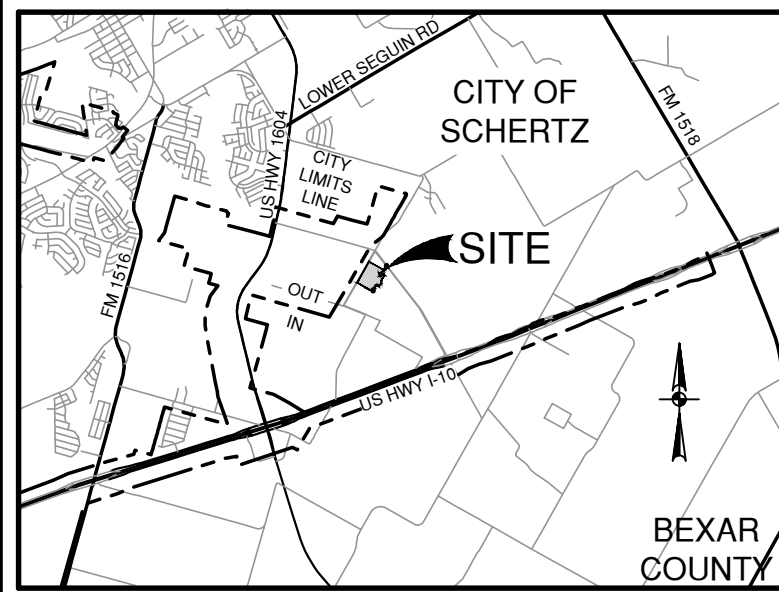 LOWER SEGUIN RD
CITY OF
SCHERTZ
FM 1518
US HWY 1604
CITY
LIMITS
LINE
SITE
FM 1516
OUT
IN
US HWY I-10
BEXAR
COUNTY